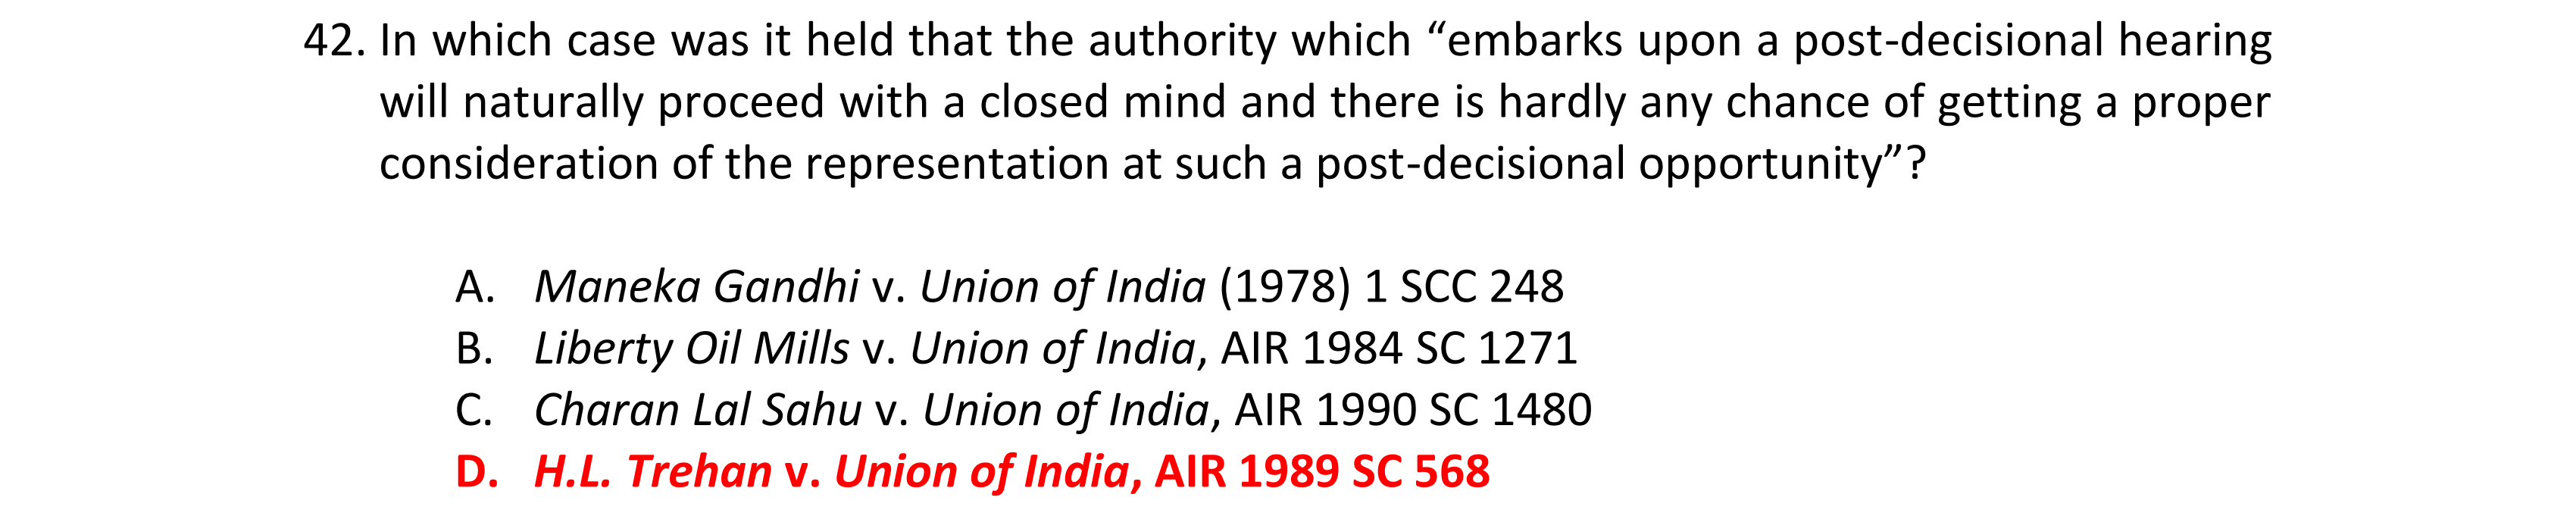 42. In which case was it held that the authority which “embarks upon a post-decisional hearing
will naturally proceed with a closed mind and there is hardly any chance of getting a proper
consideration of the representation at such a post-decisional opportunity”?
A. Maneka Gandhi v. Union of India (1978) 1 SCC 248
B. Liberty Oil Mills v. Union of India, AIR 1984 SC 1271
C. Charan Lal Sahu v. Union of India, AIR 1990 SC 1480
D. H.L. Trehan v. Union of India, AIR 1989 SC 568